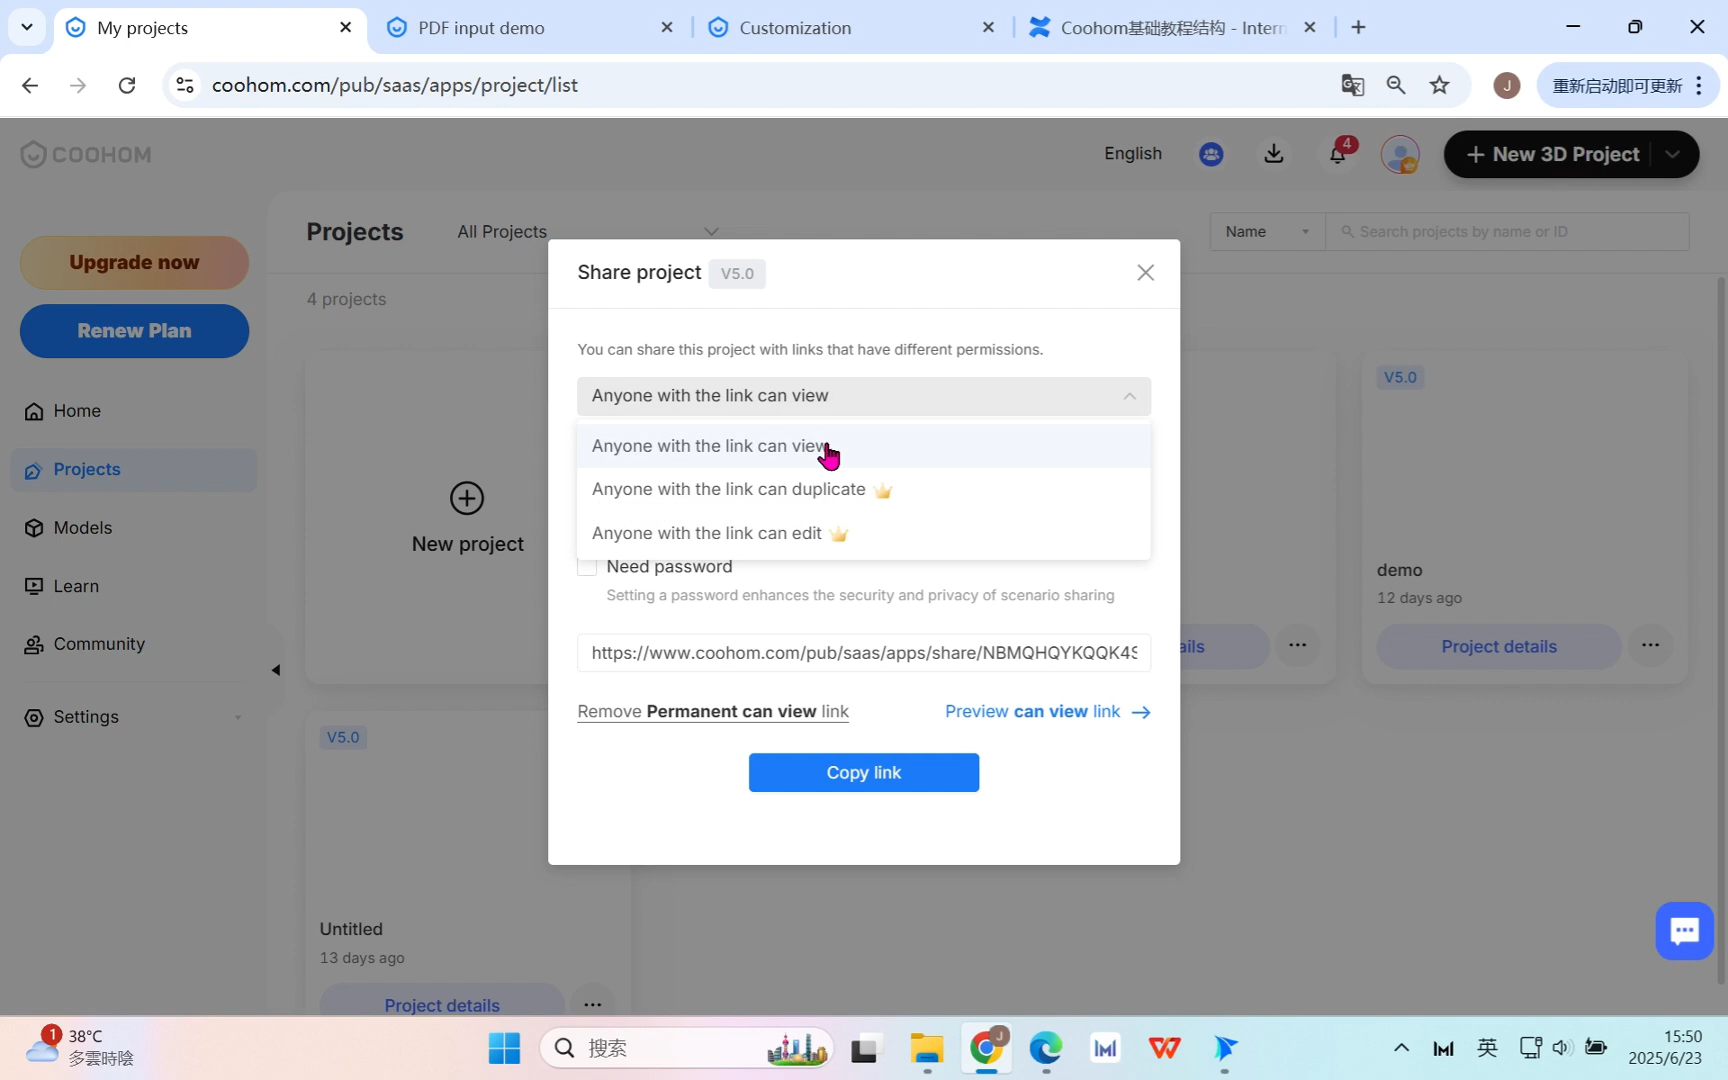 My projects
PDF input demo
Customization
Coohom基础教程结构 - Intern
coohom.com/pub/saas/apps/project/list
J
重新启动即可更新
COOHOM
English
4
New 3D Project
Upgrade now
Renew Plan
Home
Projects
Models
Learn
Community
Settings
Projects
All Projects
Name
Search projects by name or ID
4 projects
New project
Share project
V5.0
You can share this project with links that have different permissions.
Anyone with the link can view
Anyone with the link can view
Anyone with the link can duplicate
Anyone with the link can edit
Need password
Setting a password enhances the security and privacy of scenario sharing
https://www.coohom.com/pub/saas/apps/share/NBMQHQYKQQK4S
Remove Permanent can view link
Preview can view link
Copy link
ails
V5.0
demo
12 days ago
Project details
V5.0
Untitled
13 days ago
Project details
1
38°C
多雲時陰
搜索
J
英
15:50
2025/6/23